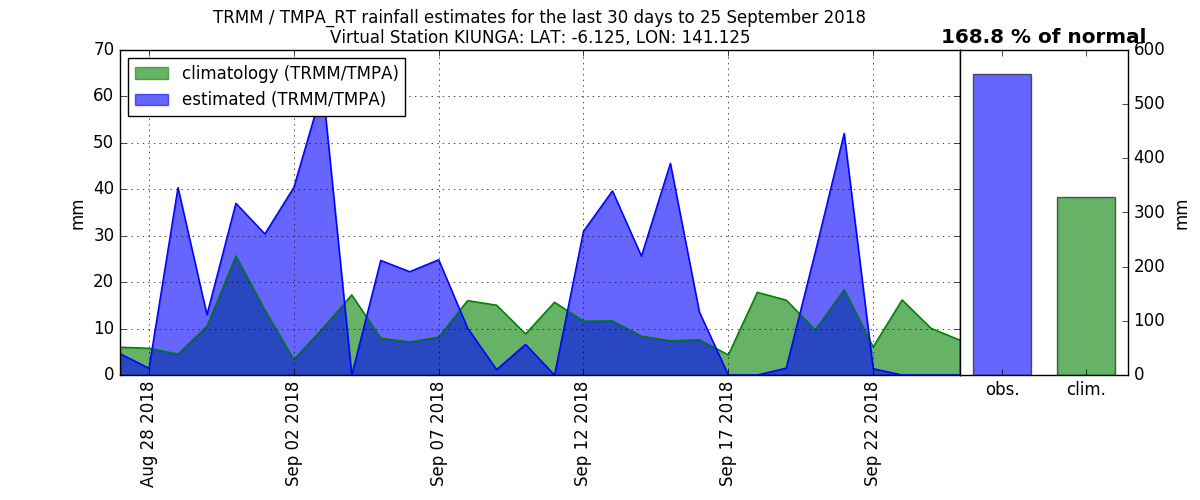 TRMM / TMPA_RT rainfall estimates for the last 30 days to 25 September 2018
Virtual Station KIUNGA: LAT: -6.125, LON: 141.125
168.8 % of normal
climatology (TRMM/TMPA)
estimated (TRMM/TMPA)
mm
70
60
50
40
30
20
10
0
Aug 28 2018
Sep 02 2018
Sep 07 2018
Sep 12 2018
Sep 17 2018
Sep 22 2018
600
500
400
300
200
100
0
mm
obs.
clim.